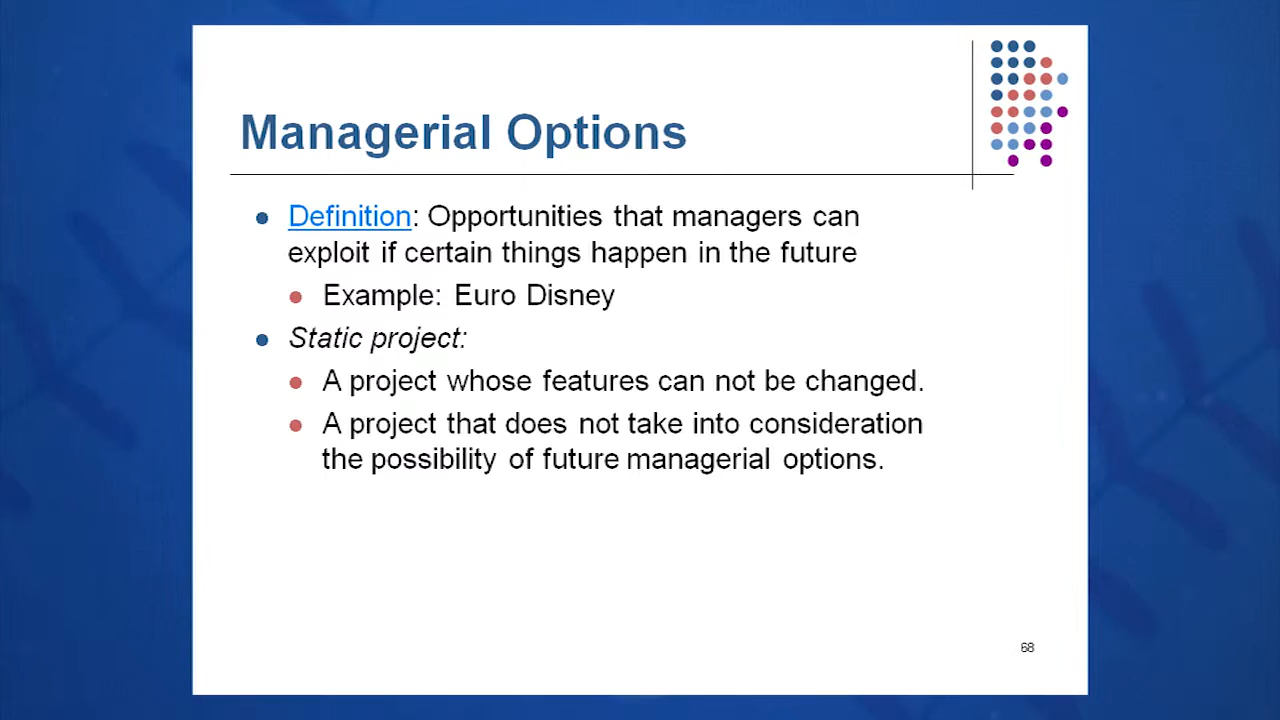 Managerial Options
Definition: Opportunities that managers can
exploit if certain things happen in the future
Example: Euro Disney
Static project:
A project whose features can not be changed.
A project that does not take into consideration
the possibility of future managerial options.
68